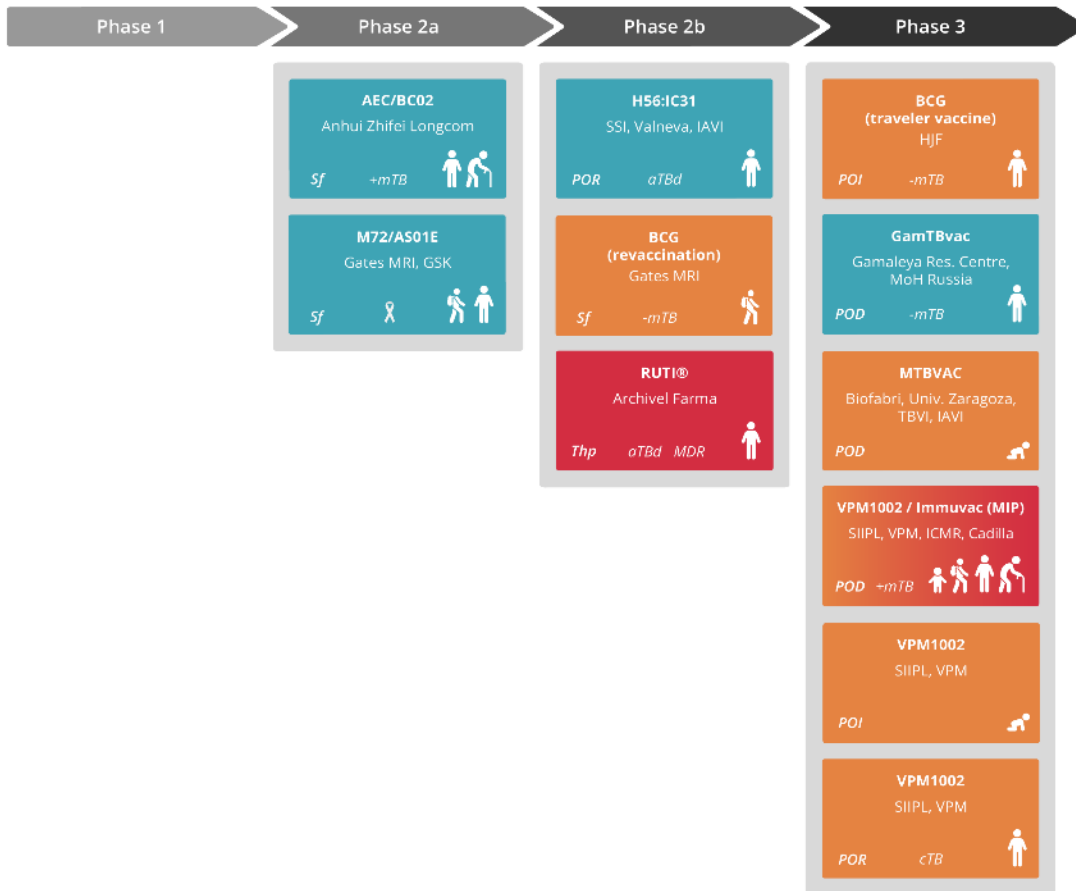 Phase 1
Phase 2a
Phase 2b
Phase 3
AEC/BC02
Anhui Zhifei Longcom
Sf +mTB
M72/AS01E
Gates MRI, GSK
Sf
H56:IC31
SSI, Valneva, IAVI
POR aTBd
BCG
(revaccination)
Gates MRI
Sf -mTB
RUTI®
Archivel Farma
Thp aTBd MDR
BCG
(traveler vaccine)
HJF
POI -mTB
GamTBvac
Gamaleya Res. Centre,
MoH Russia
POD -mTB
MTBVAC
Biofabri, Univ. Zaragoza,
TBVI, IAVI
POD
VPM1002 / Immuvac (MIP)
SIIPL, VPM, ICMR, Cadilla
POD +mTB
VPM1002
SIIPL, VPM
POI
VPM1002
SIIPL, VPM
POR cTB